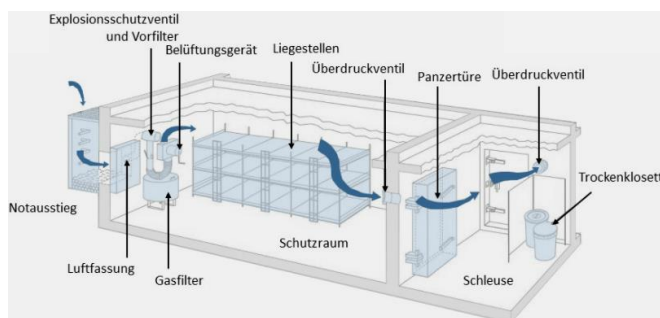 Explosionsschutzventil
und Vorfilter
Belüftungsgerät
Liegestellen
Überdruckventil
Panzertüre
Überdruckventil
Trockenklosett
Notausstieg
Luftfassung
Gasfilter
Schutzraum
Schleuse